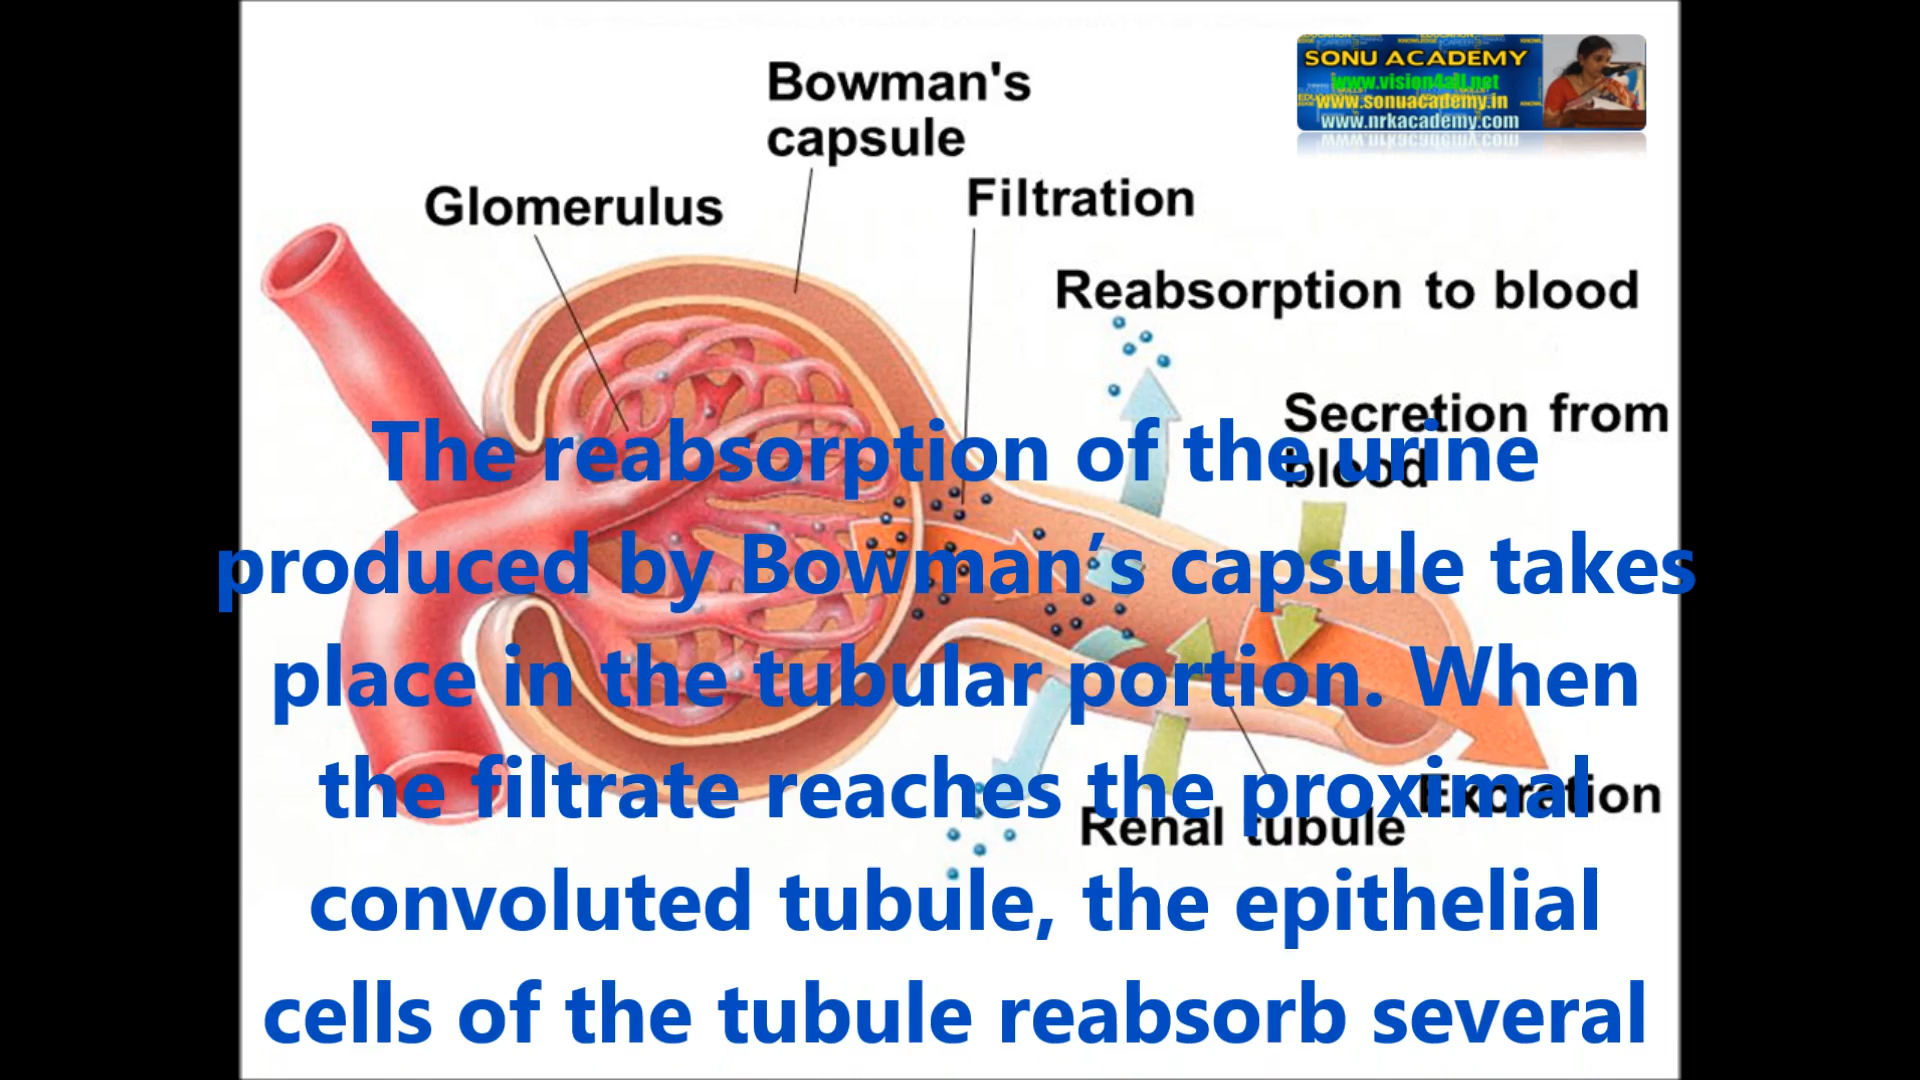 Bowman's
capsule
SONU ACADEMY
www.vision4all.net
www.sonuacademy.in
www.nrkacademy.com
Glomerulus
Filtration
Reabsorption to blood
Secretion from
blood
The reabsorption of the urine
produced by Bowman’s capsule takes
place in the tubular portion. When
the filtrate reaches the proximal
Excration
Renal tubule
convoluted tubule, the epithelial
cells of the tubule reabsorb several